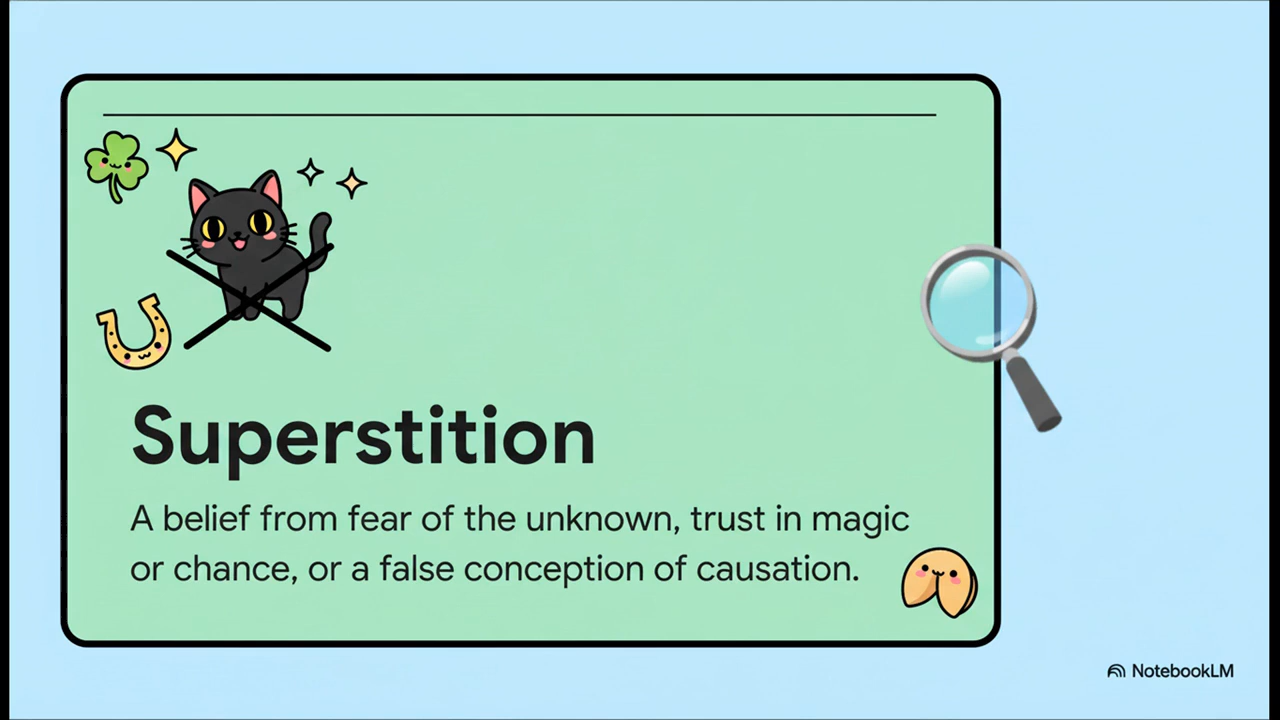 Superstition
A belief from fear of the unknown, trust in magic
or chance, or a false conception of causation.
NotebookLM